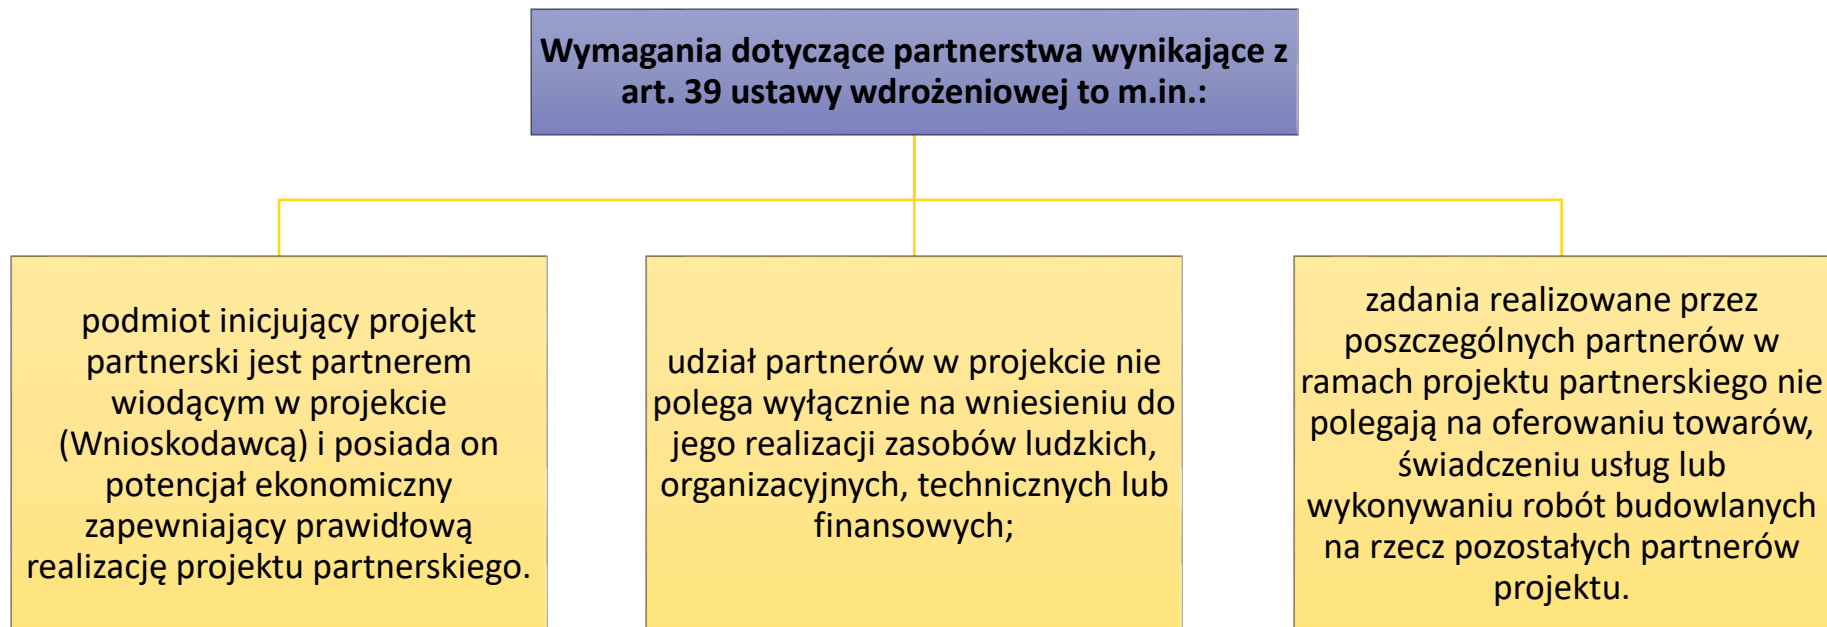 Wymagania dotyczące partnerstwa wynikające z
art. 39 ustawy wdrożeniowej to m.in.:
podmiot inicjujący projekt
partnerski jest partnerem
wiodącym w projekcie
(Wnioskodawcą) i posiada on
potencjał ekonomiczny
zapewniający prawidłową
realizację projektu partnerskiego.
udział partnerów w projekcie nie
polega wyłącznie na wniesieniu do
jego realizacji zasobów ludzkich,
organizacyjnych, technicznych lub
finansowych;
zadania realizowane przez
poszczególnych partnerów w
ramach projektu partnerskiego nie
polegają na oferowaniu towarów,
świadczeniu usług lub
wykonywaniu robót budowlanych
na rzecz pozostałych partnerów
projektu.